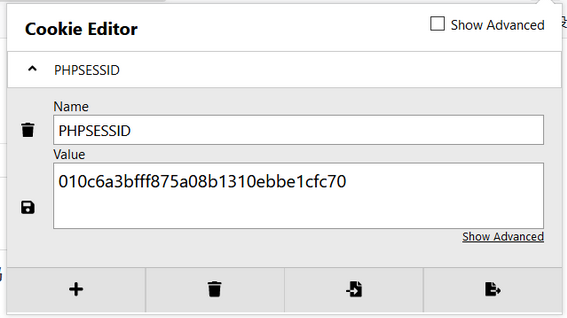 Cookie Editor
Show Advanced
PHPSESSID
Name
PHPSESSID
Value
010c6a3bfff875a08b1310ebbe1cfc70
Show Advanced